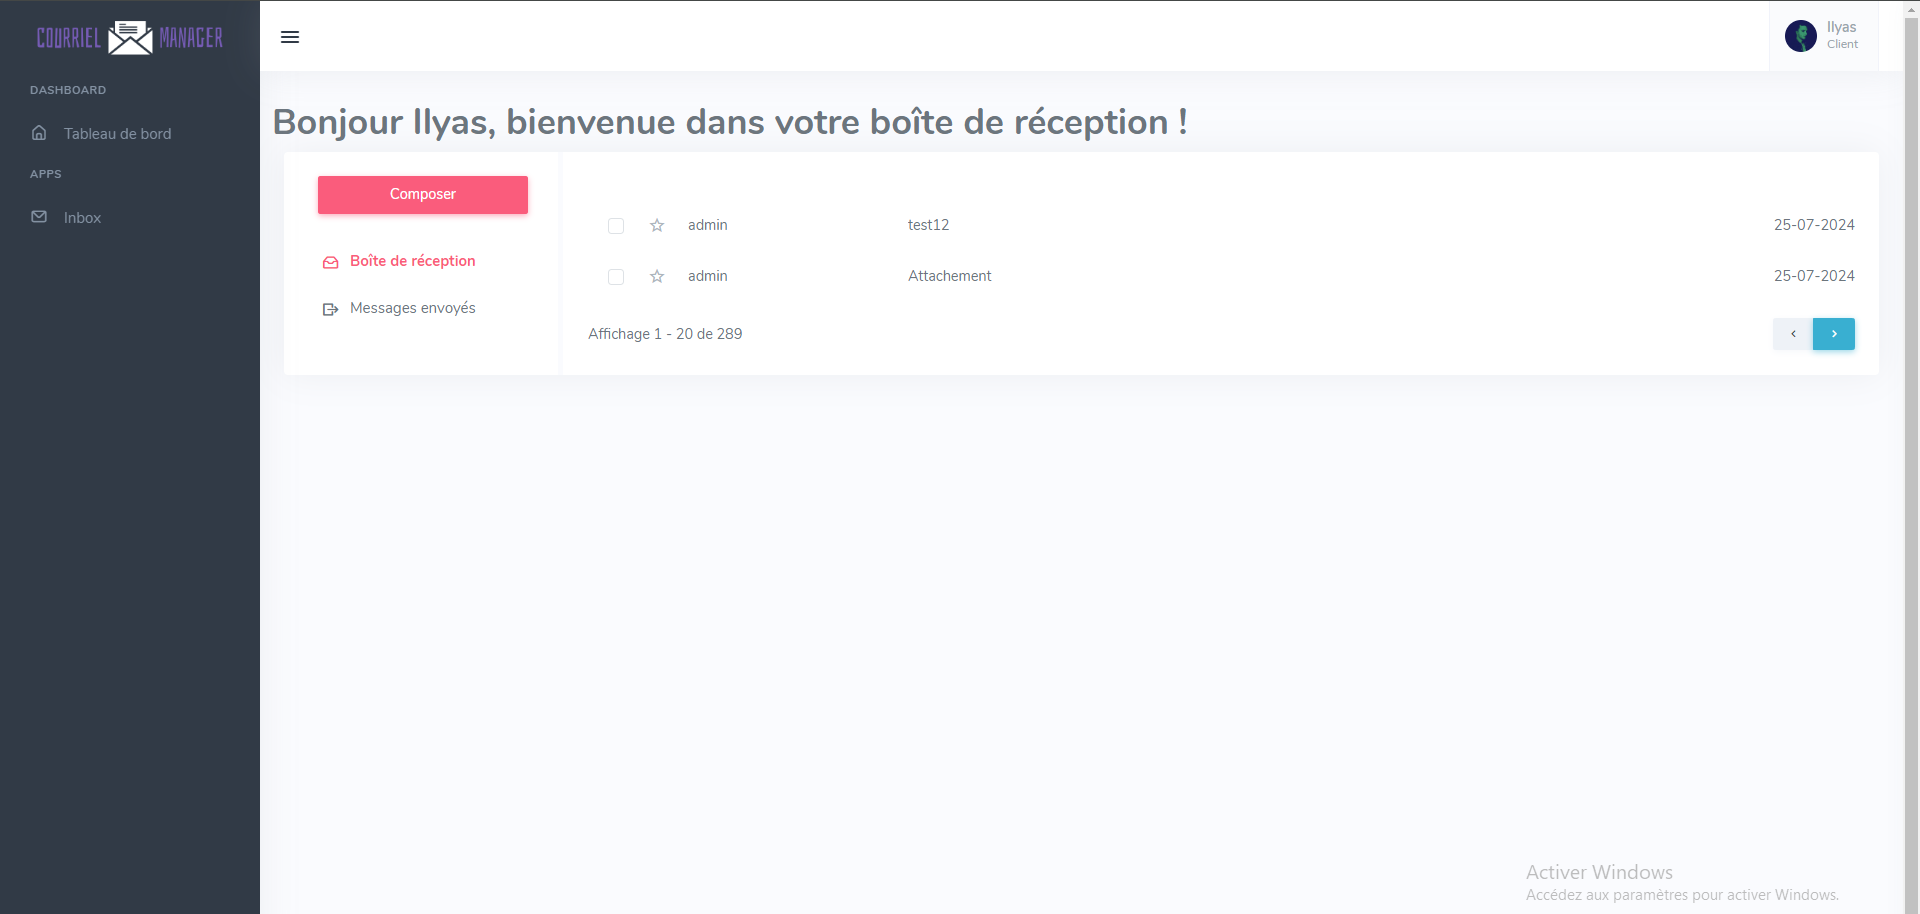 COURRIEL MANAGER
Ilyas
Client
DASHBOARD
Tableau de bord
APPS
Inbox
Bonjour Ilyas, bienvenue dans votre boîte de réception !
Composer
Boîte de réception
Messages envoyés
admin test12 25-07-2024
admin Attachement 25-07-2024
Affichage 1 - 20 de 289
Activer Windows
Accédez aux paramètres pour activer Windows.